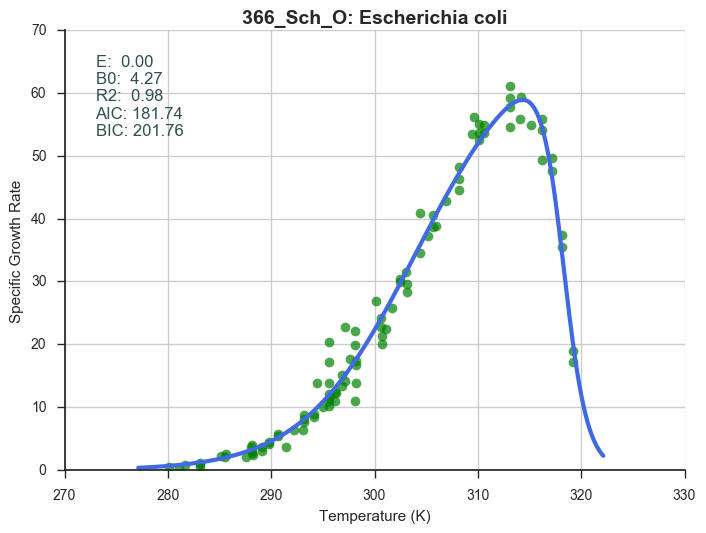 366_Sch_O: Escherichia coli
E: 0.00
B0: 4.27
R2: 0.98
AIC: 181.74
BIC: 201.76
70
60
50
40
30
20
10
0
Specific Growth Rate
270 280 290 300 310 320 330
Temperature (K)